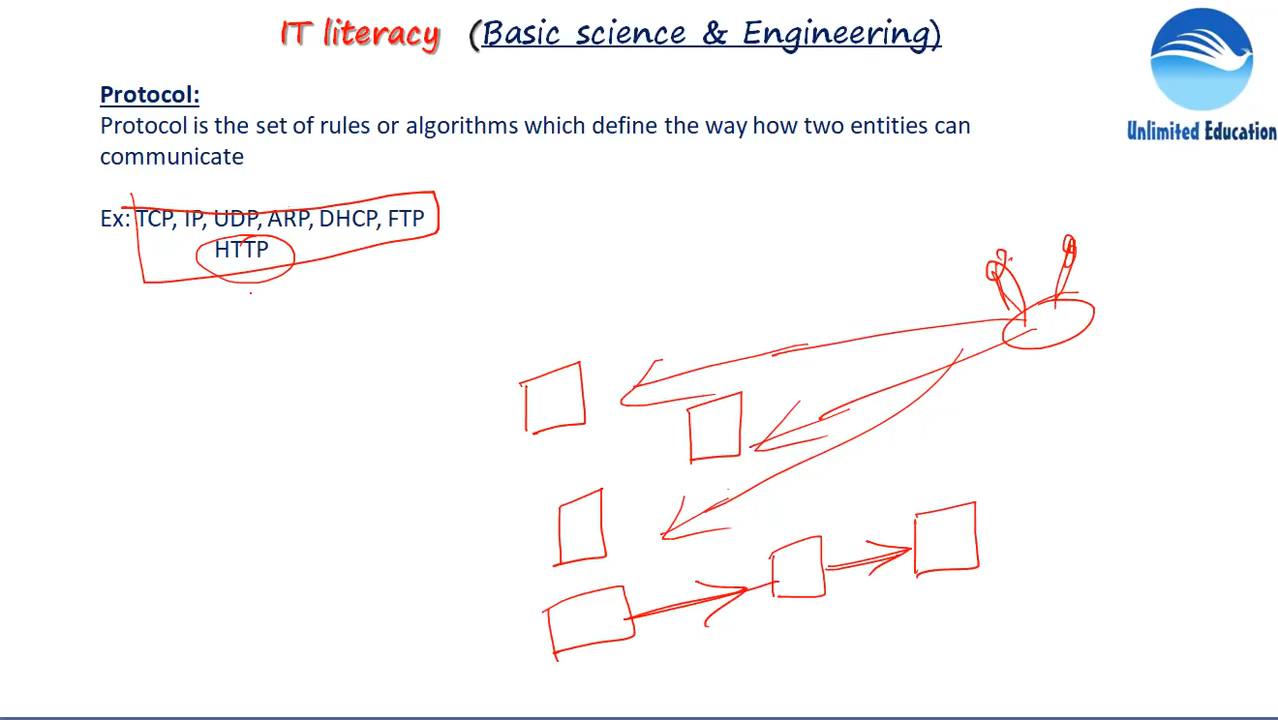 IT literacy (Basic science & Engineering)
Unlimited Education
Protocol:
Protocol is the set of rules or algorithms which define the way how two entities can
communicate
Ex: TCP, IP, UDP, ARP, DHCP, FTP
HTTP